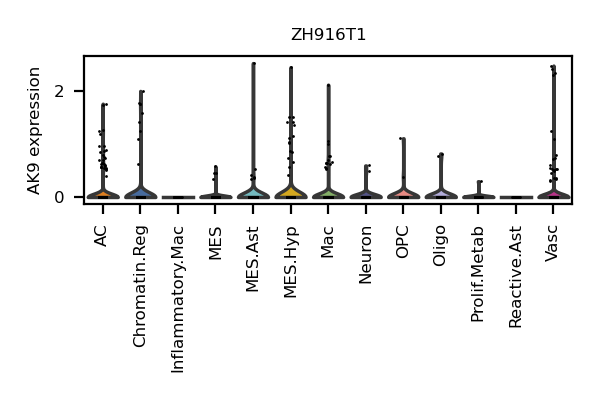 ZH916T1
AK9 expression
2
0
AC
Chromatin.Reg
Inflammatory.Mac
MES
MES.Ast
MES.Hyp
Mac
Neuron
OPC
Oligo
Prolif.Metab
Reactive.Ast
Vasc